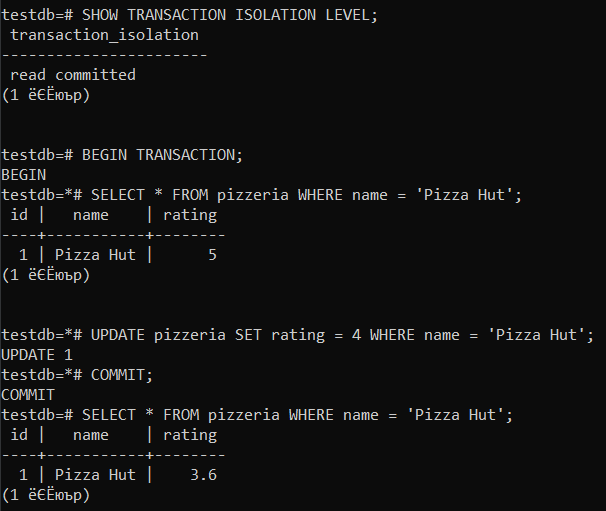 testdb=# SHOW TRANSACTION ISOLATION LEVEL;
 transaction_isolation
-----------------------
 read committed
(1 ёЄЁюър)
testdb=# BEGIN TRANSACTION;
BEGIN
testdb=*# SELECT * FROM pizzeria WHERE name = 'Pizza Hut';
 id |   name    | rating
----+-----------+--------
  1 | Pizza Hut |      5
(1 ёЄЁюър)
testdb=*# UPDATE pizzeria SET rating = 4 WHERE name = 'Pizza Hut';
UPDATE 1
testdb=*# COMMIT;
COMMIT
testdb=# SELECT * FROM pizzeria WHERE name = 'Pizza Hut';
 id |   name    | rating
----+-----------+--------
  1 | Pizza Hut |    3.6
(1 ёЄЁюър)